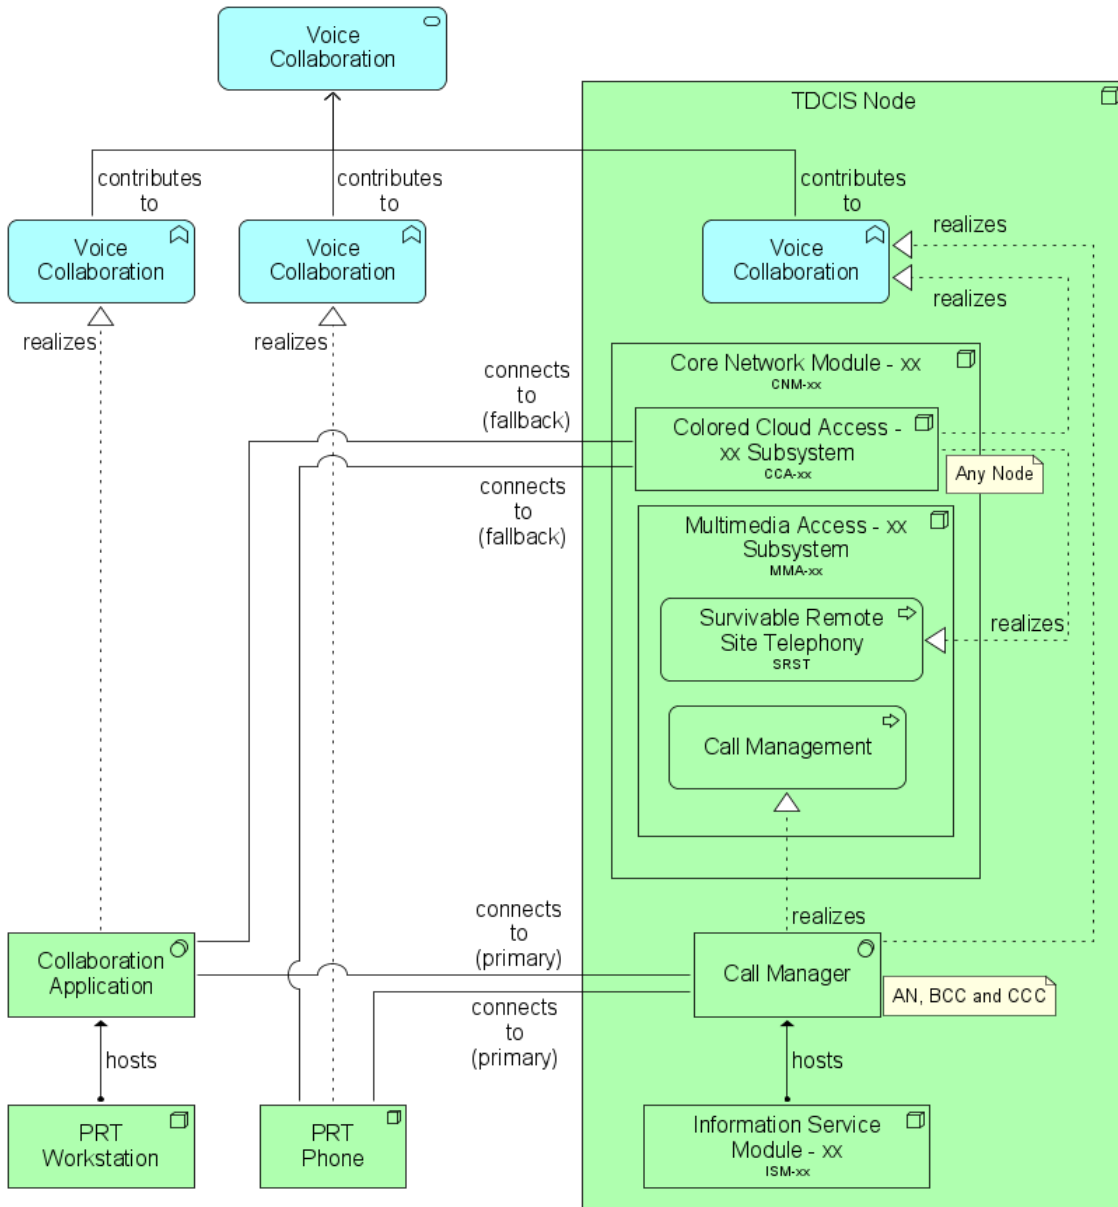 Voice
Collaboration
TDCIS Node
contributes
to
contributes
to
contributes
to
Voice
Collaboration
Voice
Collaboration
Voice
Collaboration
realizes
realizes
realizes
realizes
Core Network Module - xx
CNM-xx
connects
to
(fallback)
Colored Cloud Access -
xx Subsystem
CCA-xx
Any Node
connects
to
(fallback)
Multimedia Access - xx
Subsystem
MMA-xx
Survivable Remote
Site Telephony
SRST
realizes
Call Management
realizes
connects
to
(primary)
Collaboration
Application
Call Manager
AN, BCC and CCC
connects
to
(primary)
hosts
hosts
PRT
Workstation
PRT
Phone
Information Service
Module - xx
ISM-xx